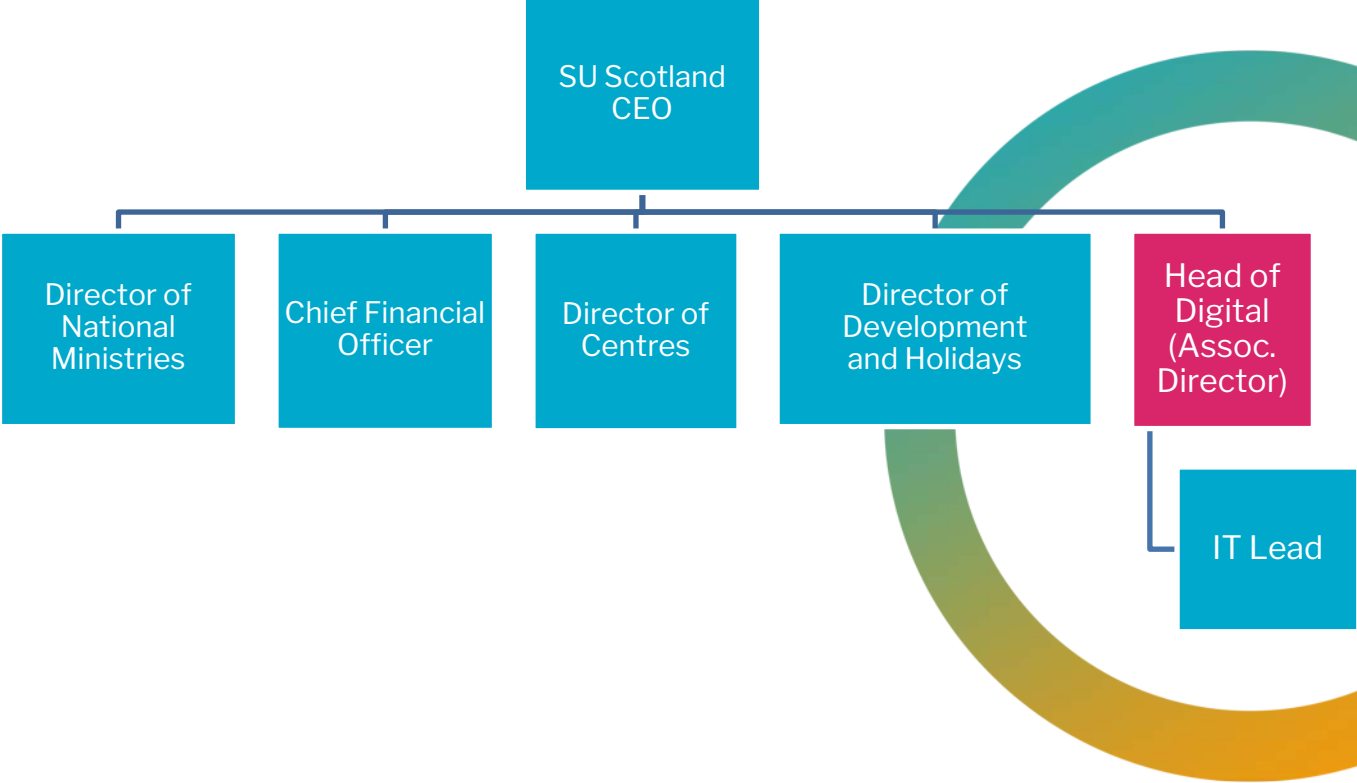 SU Scotland
CEO
Director of
National
Ministries
Chief Financial
Officer
Director of
Centres
Director of
Development
and Holidays
Head of
Digital
(Assoc.
Director)
IT Lead